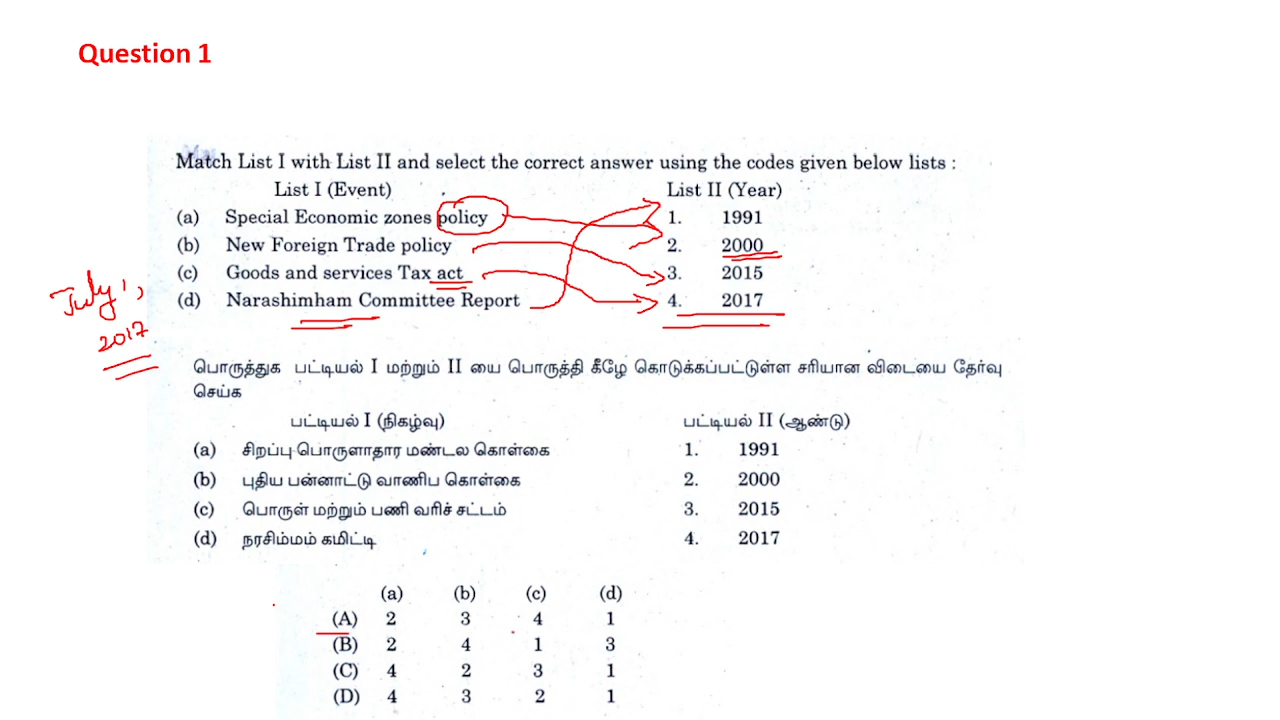 Question 1
Match List I with List II and select the correct answer using the codes given below lists :
List I (Event) List II (Year)
(a) Special Economic zones policy 1. 1991
(b) New Foreign Trade policy 2. 2000
(c) Goods and services Tax act 3. 2015
(d) Narashimham Committee Report 4. 2017
July 1,
2017
பொருத்துக பட்டியல் I மற்றும் II யை பொருத்தி கீழே கொடுக்கப்பட்டுள்ள சரியான விடையை தேர்வு
செய்க
பட்டியல் I (நிகழ்வு) பட்டியல் II (ஆண்டு)
(a) சிறப்பு பொருளாதார மண்டல கொள்கை 1. 1991
(b) புதிய பன்னாட்டு வாணிப கொள்கை 2. 2000
(c) பொருள் மற்றும் பணி வரிச் சட்டம் 3. 2015
(d) நரசிம்மம் கமிட்டி 4. 2017
(a) (b) (c) (d)
(A) 2 3 4 1
(B) 2 4 1 3
(C) 4 2 3 1
(D) 4 3 2 1